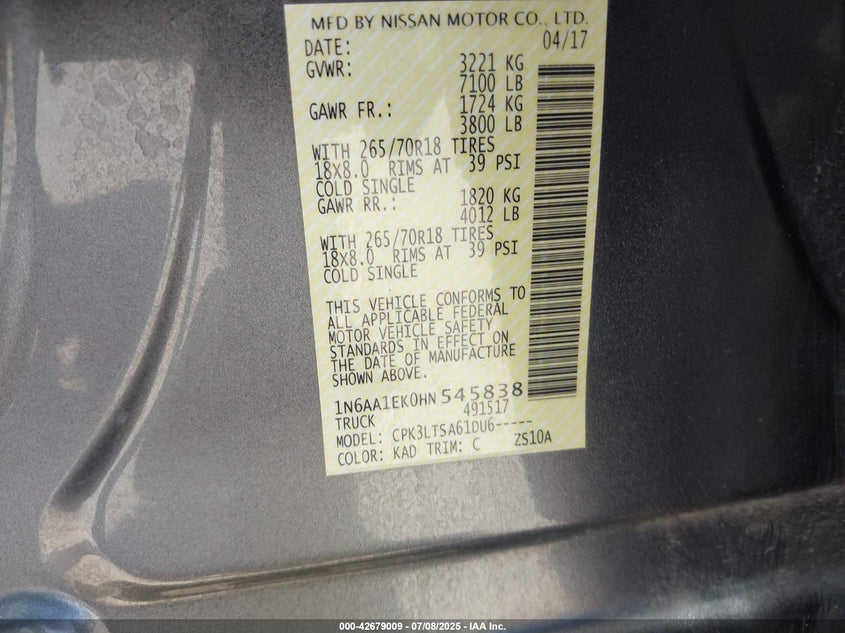 MFD BY NISSAN MOTOR CO., LTD.
DATE: 04/17
GVWR: 3221 KG
7100 LB
GAWR FR.: 1724 KG
3800 LB
WITH 265/70R18 TIRES
18X8.0 RIMS AT 39 PSI
COLD SINGLE
GAWR RR.: 1820 KG
4012 LB
WITH 265/70R18 TIRES
18X8.0 RIMS AT 39 PSI
COLD SINGLE
THIS VEHICLE CONFORMS TO
ALL APPLICABLE FEDERAL
MOTOR VEHICLE SAFETY
STANDARDS IN EFFECT ON
THE DATE OF MANUFACTURE
SHOWN ABOVE.
1N6AA1EK0HN545838
TRUCK 491517
MODEL: CPK3LTSA61DU6-----
COLOR: KAD TRIM: C ZS10A
000-42679009 - 07/08/2025 - IAA Inc.